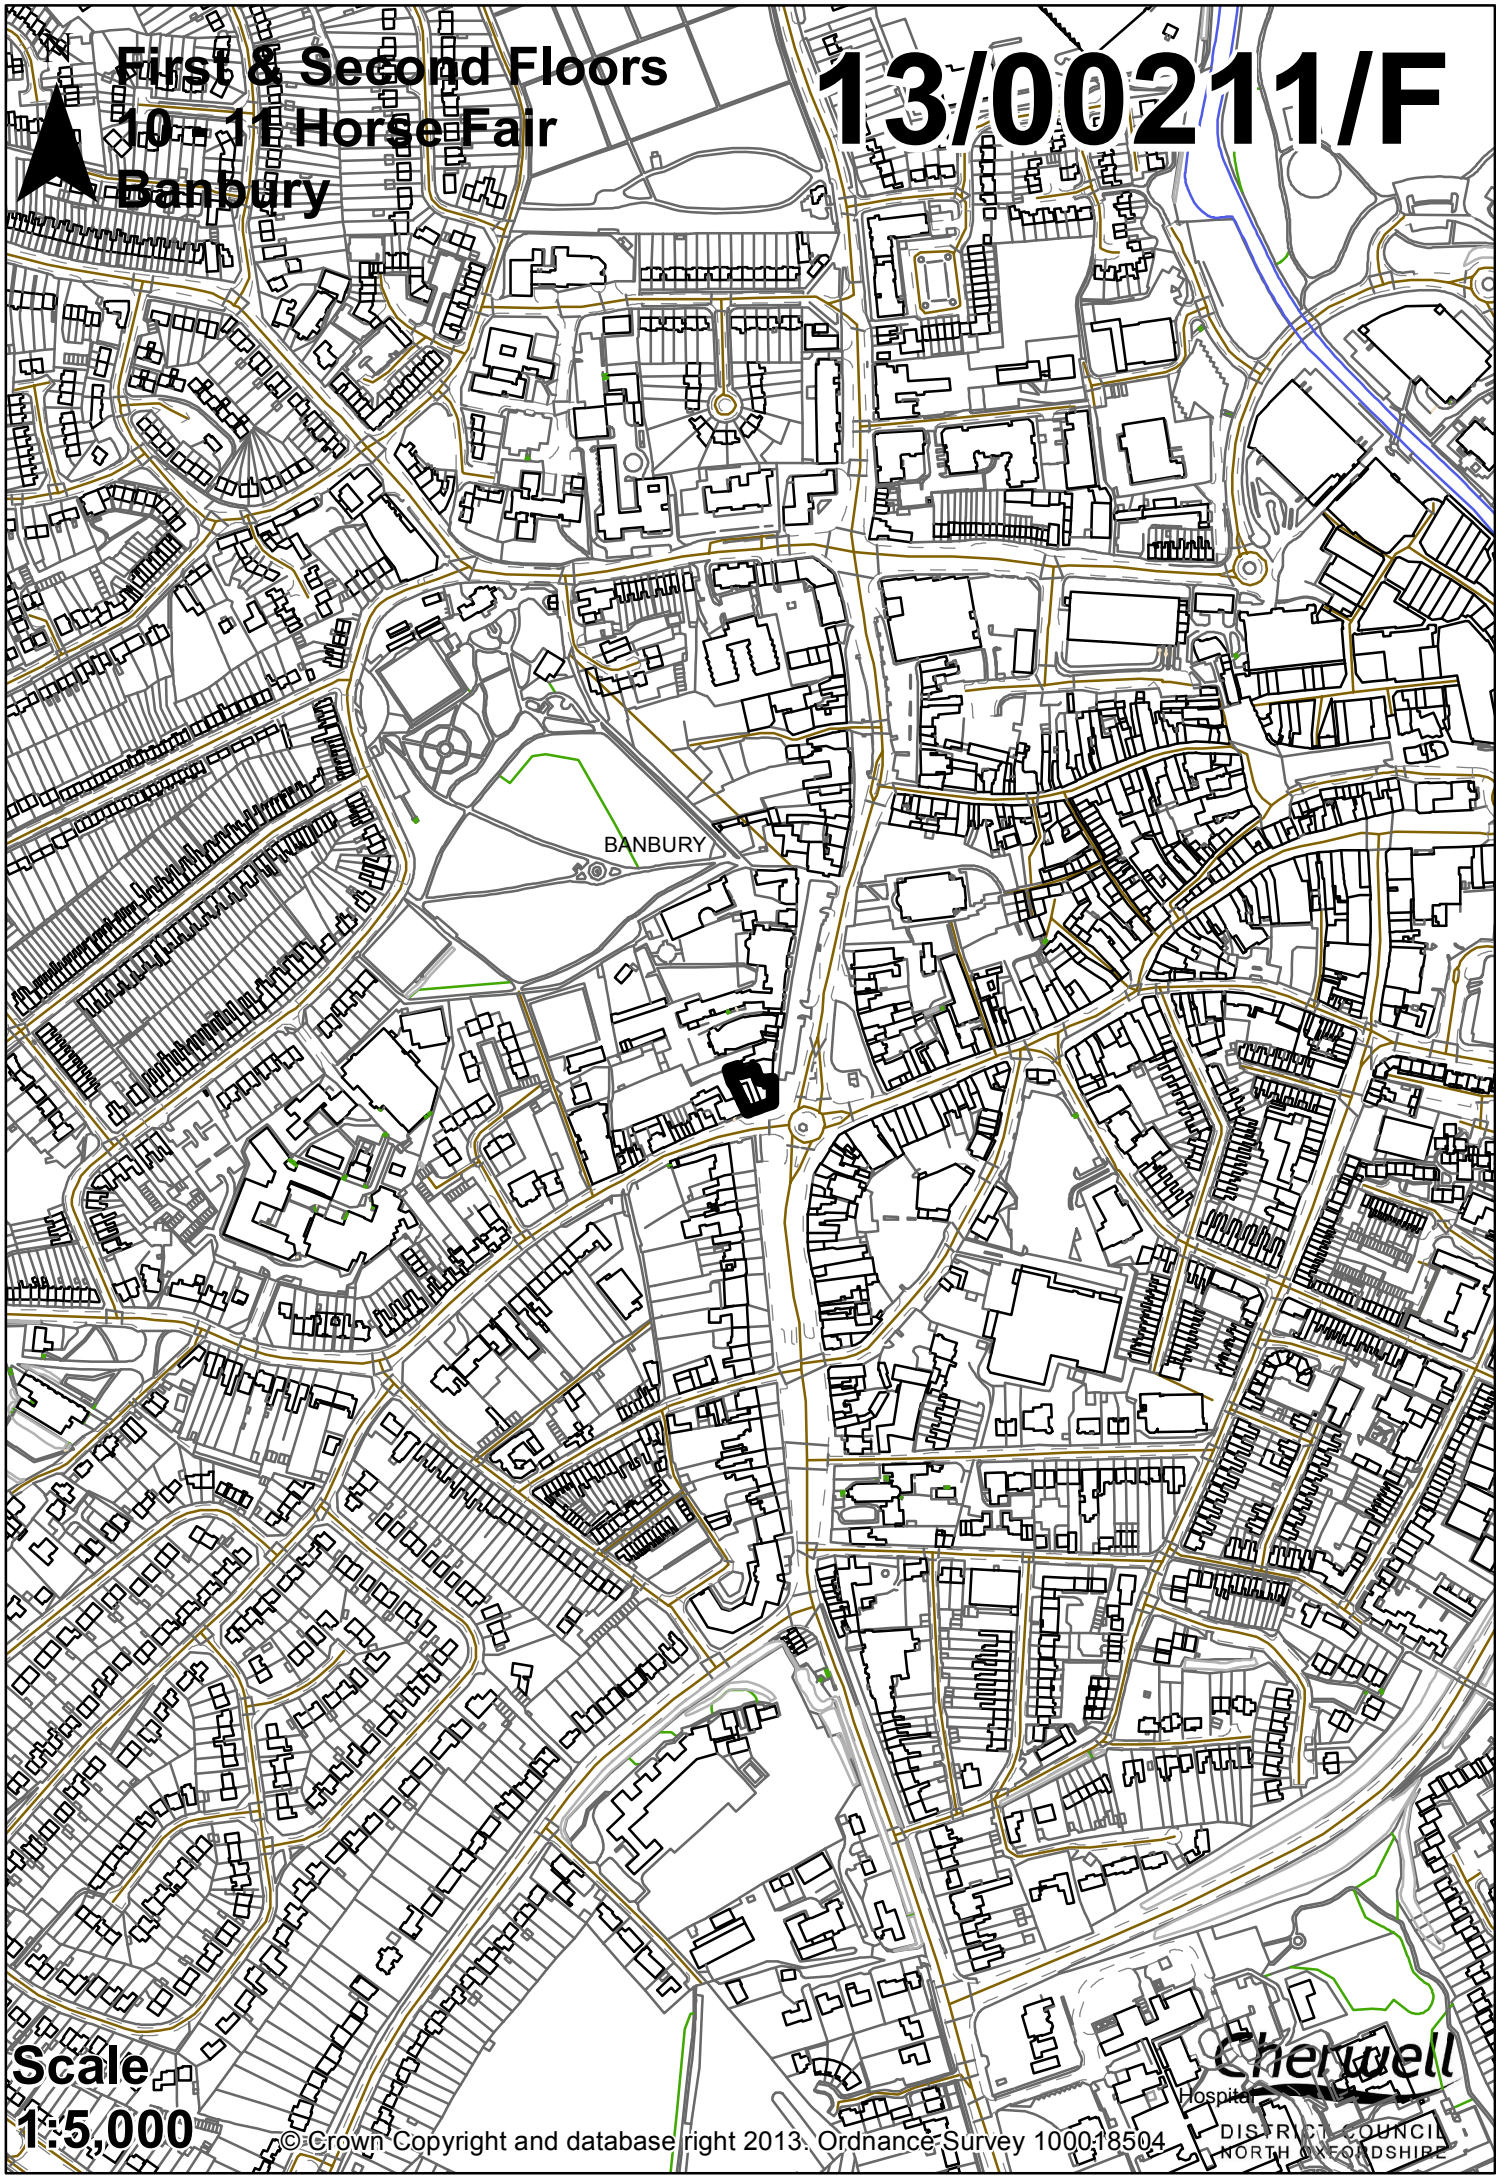 First & Second Floors
10 - 11 Horse Fair
Banbury
13/00211/F
BANBURY
Scale
1:5,000
Hospital
Cherwell
DISTRICT COUNCIL
NORTH OXFORDSHIRE
© Crown Copyright and database right 2013. Ordnance Survey 100018504